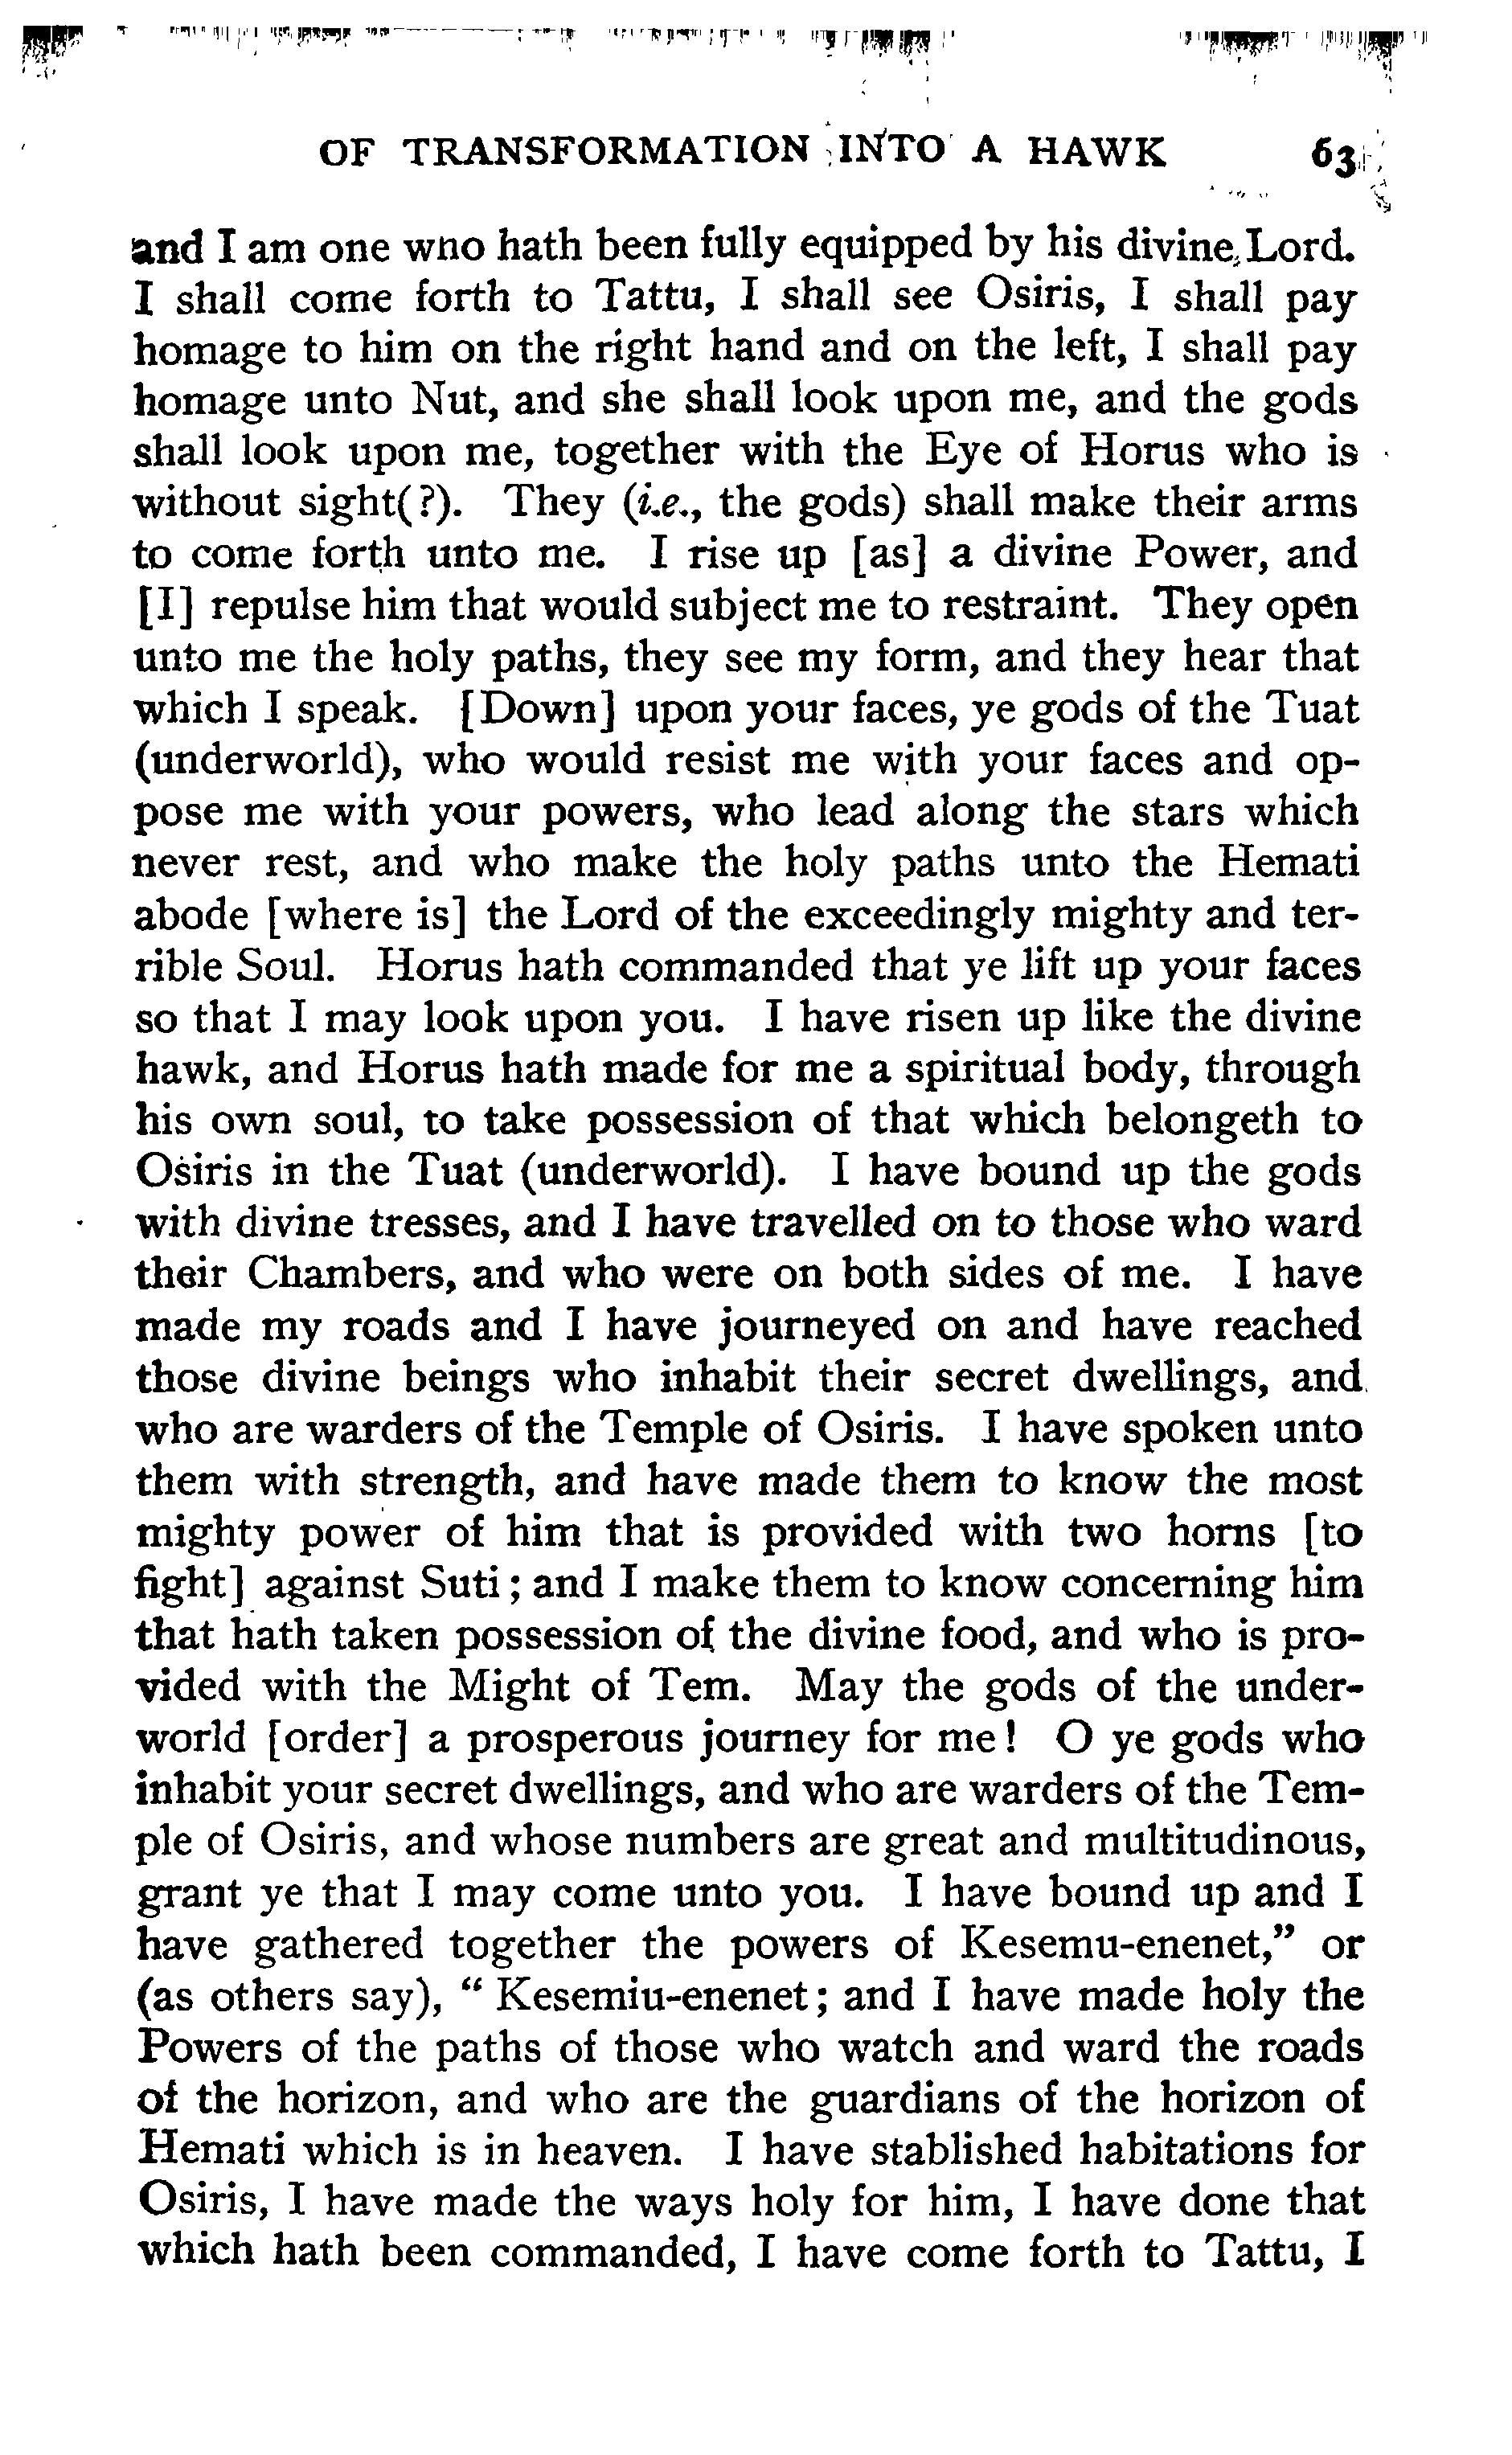 OF TRANSFORMATION INTO A HAWK 63
and I am one who hath been fully equipped by his divine Lord.
I shall come forth to Tattu, I shall see Osiris, I shall pay
homage to him on the right hand and on the left, I shall pay
homage unto Nut, and she shall look upon me, and the gods
shall look upon me, together with the Eye of Horus who is
without sight(?). They (i.e., the gods) shall make their arms
to come forth unto me. I rise up [as] a divine Power, and
[I] repulse him that would subject me to restraint. They open
unto me the holy paths, they see my form, and they hear that
which I speak. [Down] upon your faces, ye gods of the Tuat
(underworld), who would resist me with your faces and op-
pose me with your powers, who lead along the stars which
never rest, and who make the holy paths unto the Hemati
abode [where is] the Lord of the exceedingly mighty and ter-
rible Soul. Horus hath commanded that ye lift up your faces
so that I may look upon you. I have risen up like the divine
hawk, and Horus hath made for me a spiritual body, through
his own soul, to take possession of that which belongeth to
Osiris in the Tuat (underworld). I have bound up the gods
with divine tresses, and I have travelled on to those who ward
their Chambers, and who were on both sides of me. I have
made my roads and I have journeyed on and have reached
those divine beings who inhabit their secret dwellings, and
who are warders of the Temple of Osiris. I have spoken unto
them with strength, and have made them to know the most
mighty power of him that is provided with two horns [to
fight] against Suti; and I make them to know concerning him
that hath taken possession of the divine food, and who is pro-
vided with the Might of Tem. May the gods of the under-
world [order] a prosperous journey for me! O ye gods who
inhabit your secret dwellings, and who are warders of the Tem-
ple of Osiris, and whose numbers are great and multitudinous,
grant ye that I may come unto you. I have bound up and I
have gathered together the powers of Kesemu-enenet,” or
(as others say), “ Kesemiu-enenet; and I have made holy the
Powers of the paths of those who watch and ward the roads
of the horizon, and who are the guardians of the horizon of
Hemati which is in heaven. I have stablished habitations for
Osiris, I have made the ways holy for him, I have done that
which hath been commanded, I have come forth to Tattu, I